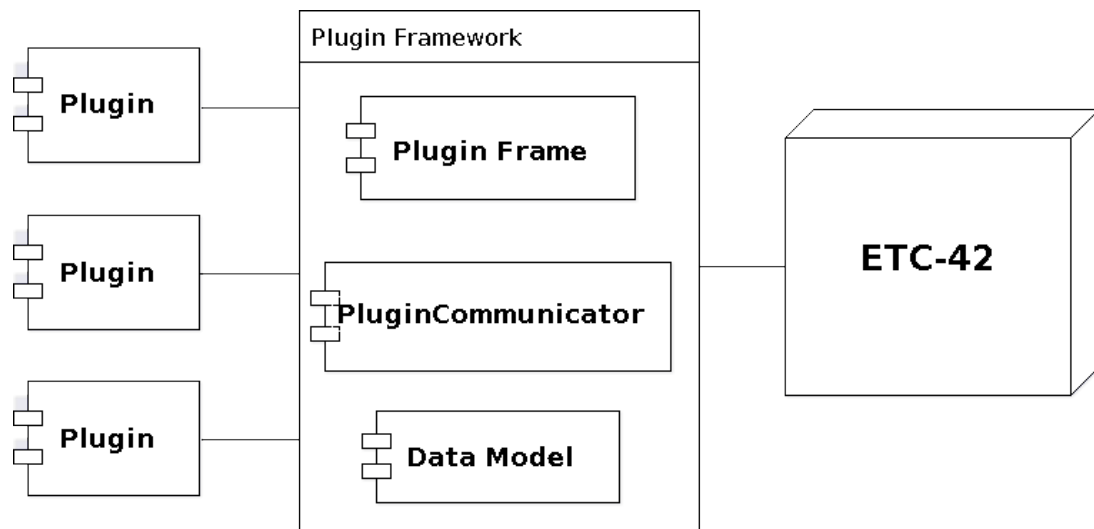 Plugin Framework
Plugin
Plugin Frame
Plugin
PluginCommunicator
ETC-42
Plugin
Data Model